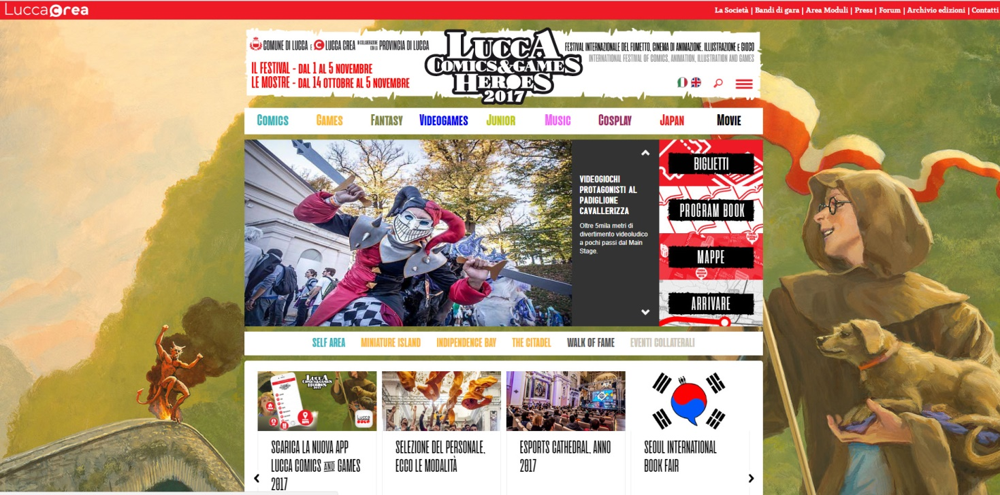 LuccaCrea
La Società | Bandi di gara | Area Moduli | Press | Forum | Archivio edizioni | Contatti
COMUNE DI LUCCA E LUCCA CREA IN COLLABORAZIONE CON LA PROVINCIA DI LUCCA
IL FESTIVAL - DAL 1 AL 5 NOVEMBRE
LE MOSTRE - DAL 14 OTTOBRE AL 5 NOVEMBRE
LUCCA
COMICS&GAMES
HEROES
2017
FESTIVAL INTERNAZIONALE DEL FUMETTO, CINEMA DI ANIMAZIONE, ILLUSTRAZIONE E GIOCO
INTERNATIONAL FESTIVAL OF COMICS, ANIMATION, ILLUSTRATION AND GAMES
COMICS GAMES FANTASY VIDEOGAMES JUNIOR MUSIC COSPLAY JAPAN MOVIE
VIDEOGIOCHI
PROTAGONISTI AL
PADIGLIONE
CAVALLERIZZA
Oltre 5mila metri di
divertimento videoludico
a pochi passi dal Main
Stage.
BIGLIETTI
PROGRAM BOOK
MAPPE
ARRIVARE
SELF AREA MINIATURE ISLAND INDIPENDENCE BAY THE CITADEL WALK OF FAME EVENTI COLLATERALI
LUCCA
COMICS&GAMES
HEROES
2017
Lucca
SCARICA LA NUOVA APP
LUCCA COMICS AND GAMES
2017
SELEZIONE DEL PERSONALE,
ECCO LE MODALITÀ
ESPORTS CATHEDRAL, ANNO
2017
SEOUL INTERNATIONAL
BOOK FAIR